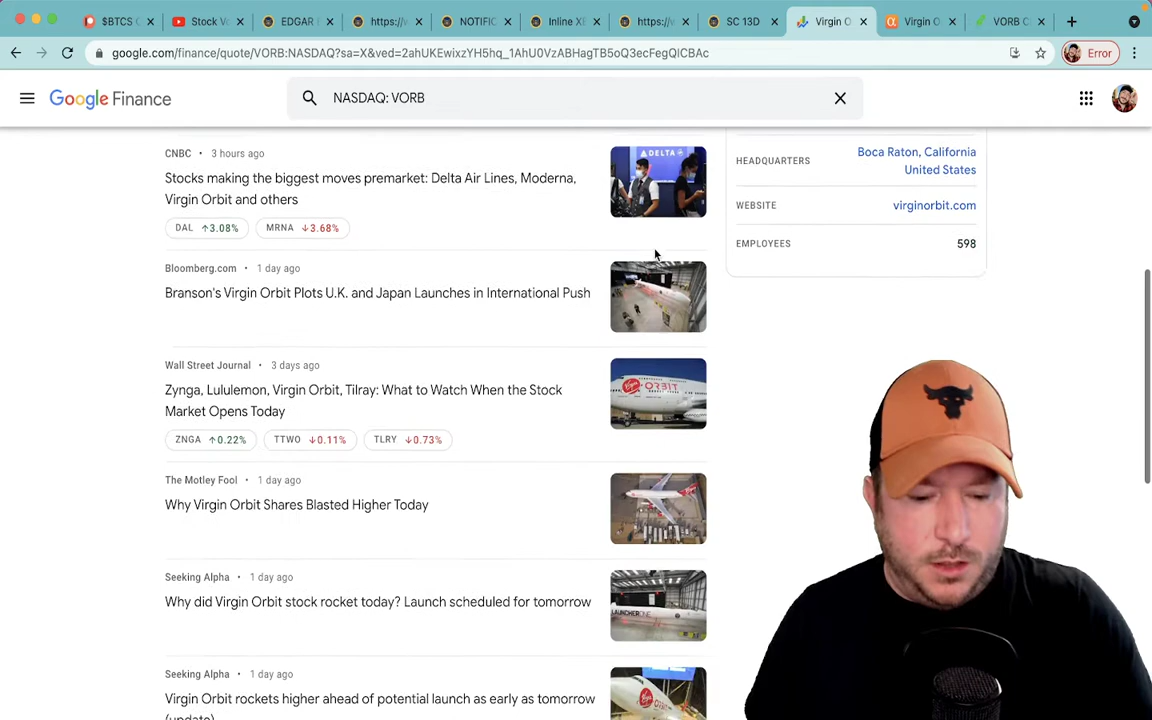 $BTCS C
Stock V
EDGAR
https://
NOTIFIC
Inline X
https://
SC 13D
Virgin O
Virgin O
VORB C
google.com/finance/quote/VORB:NASDAQ?sa=X&ved=2ahUKEwixzYH5hq_1AhU0VzABHagTB5oQ3ecFegQICBAc
Error
Google Finance
NASDAQ: VORB
CNBC • 3 hours ago
Stocks making the biggest moves premarket: Delta Air Lines, Moderna,
Virgin Orbit and others
DAL ↑3.08% MRNA ↓3.68%
DELTA
HEADQUARTERS
Boca Raton, California
United States
WEBSITE
virginorbit.com
EMPLOYEES
598
Bloomberg.com • 1 day ago
Branson's Virgin Orbit Plots U.K. and Japan Launches in International Push
Wall Street Journal • 3 days ago
Zynga, Lululemon, Virgin Orbit, Tilray: What to Watch When the Stock
Market Opens Today
ZNGA ↑0.22% TTWO ↓0.11% TLRY ↓0.73%
ORBIT
The Motley Fool • 1 day ago
Why Virgin Orbit Shares Blasted Higher Today
Seeking Alpha • 1 day ago
Why did Virgin Orbit stock rocket today? Launch scheduled for tomorrow
LAUNCHERONE
Seeking Alpha • 1 day ago
Virgin Orbit rockets higher ahead of potential launch as early as tomorrow
(update)